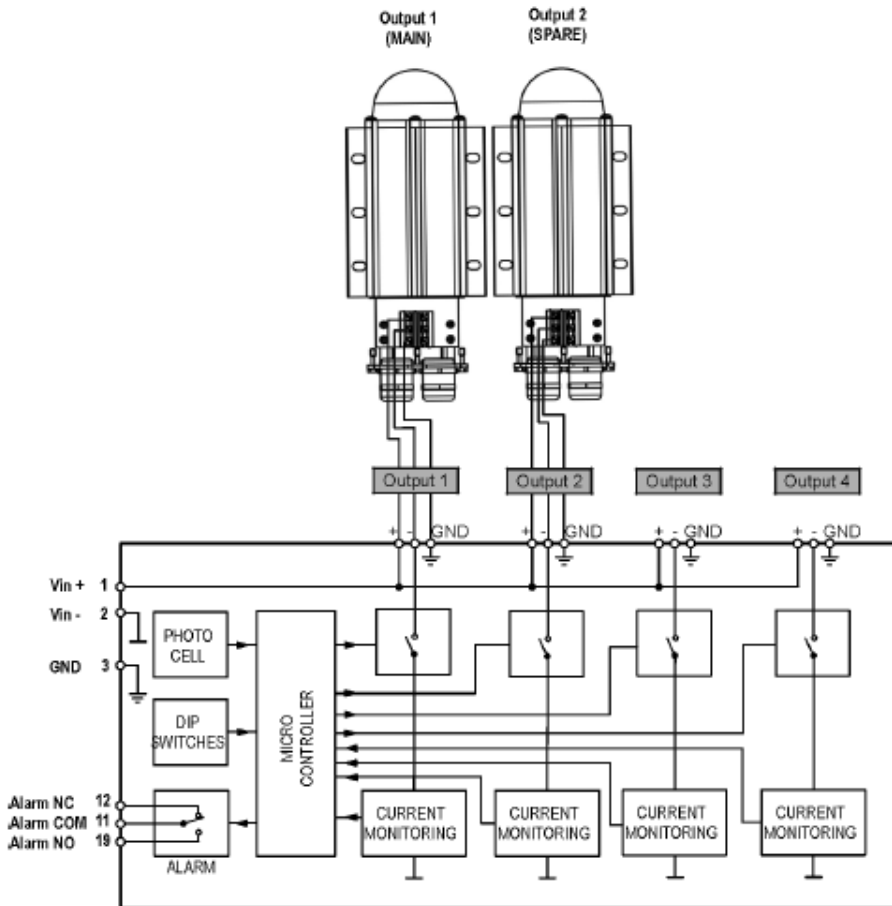 Output 1
(MAIN)
Output 2
(SPARE)
Output 1
Output 2
Output 3
Output 4
+ - GND
+ - GND
+ - GND
+ - GND
Vin + 1
Vin - 2
GND 3
PHOTO
CELL
DIP
SWITCHES
MICRO
CONTROLLER
Alarm NC 12
Alarm COM 11
Alarm NO 19
ALARM
CURRENT
MONITORING
CURRENT
MONITORING
CURRENT
MONITORING
CURRENT
MONITORING